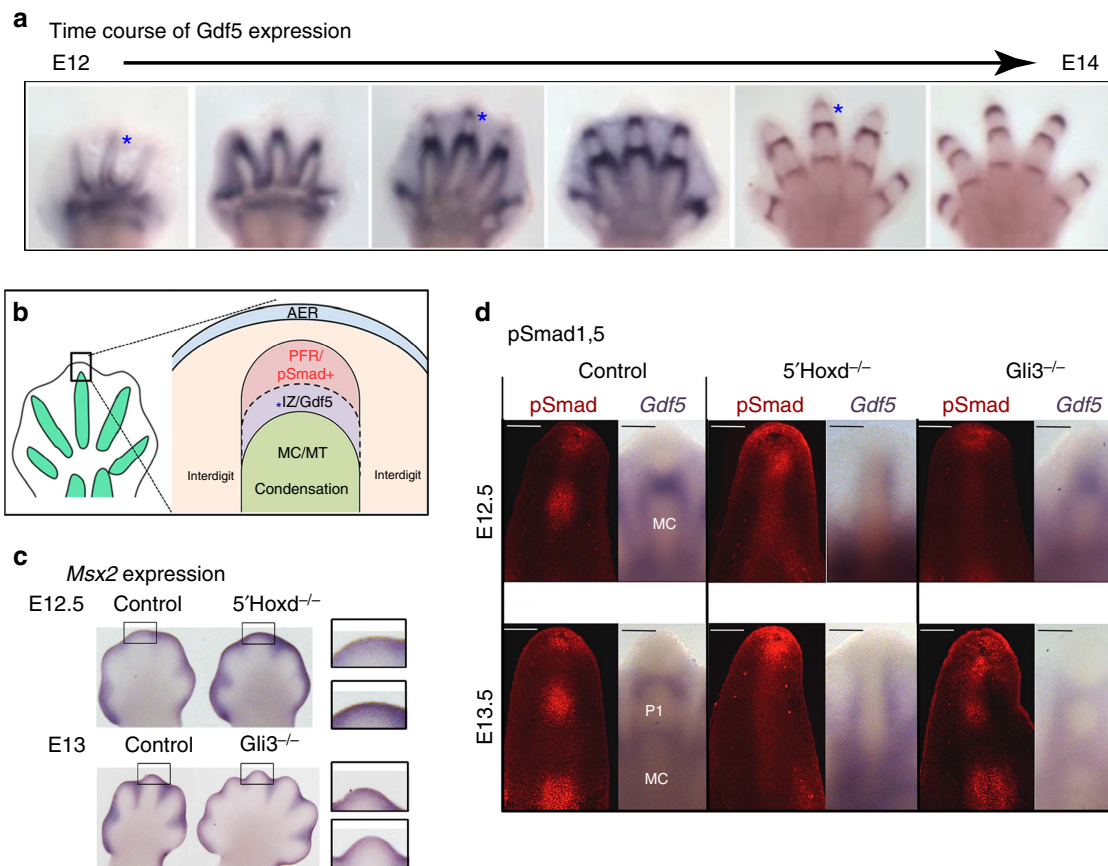 a
Time course of Gdf5 expression
E12 E14
*
*
*
b
AER
PFR/
pSmad+
*IZ/Gdf5
MC/MT
Interdigit Interdigit
Condensation
c
Msx2 expression
E12.5 Control 5′Hoxd–/–
E13 Control Gli3–/–
d
pSmad1,5
Control 5′Hoxd–/– Gli3–/–
pSmad Gdf5 pSmad Gdf5 pSmad Gdf5
E12.5
MC
E13.5
P1
MC